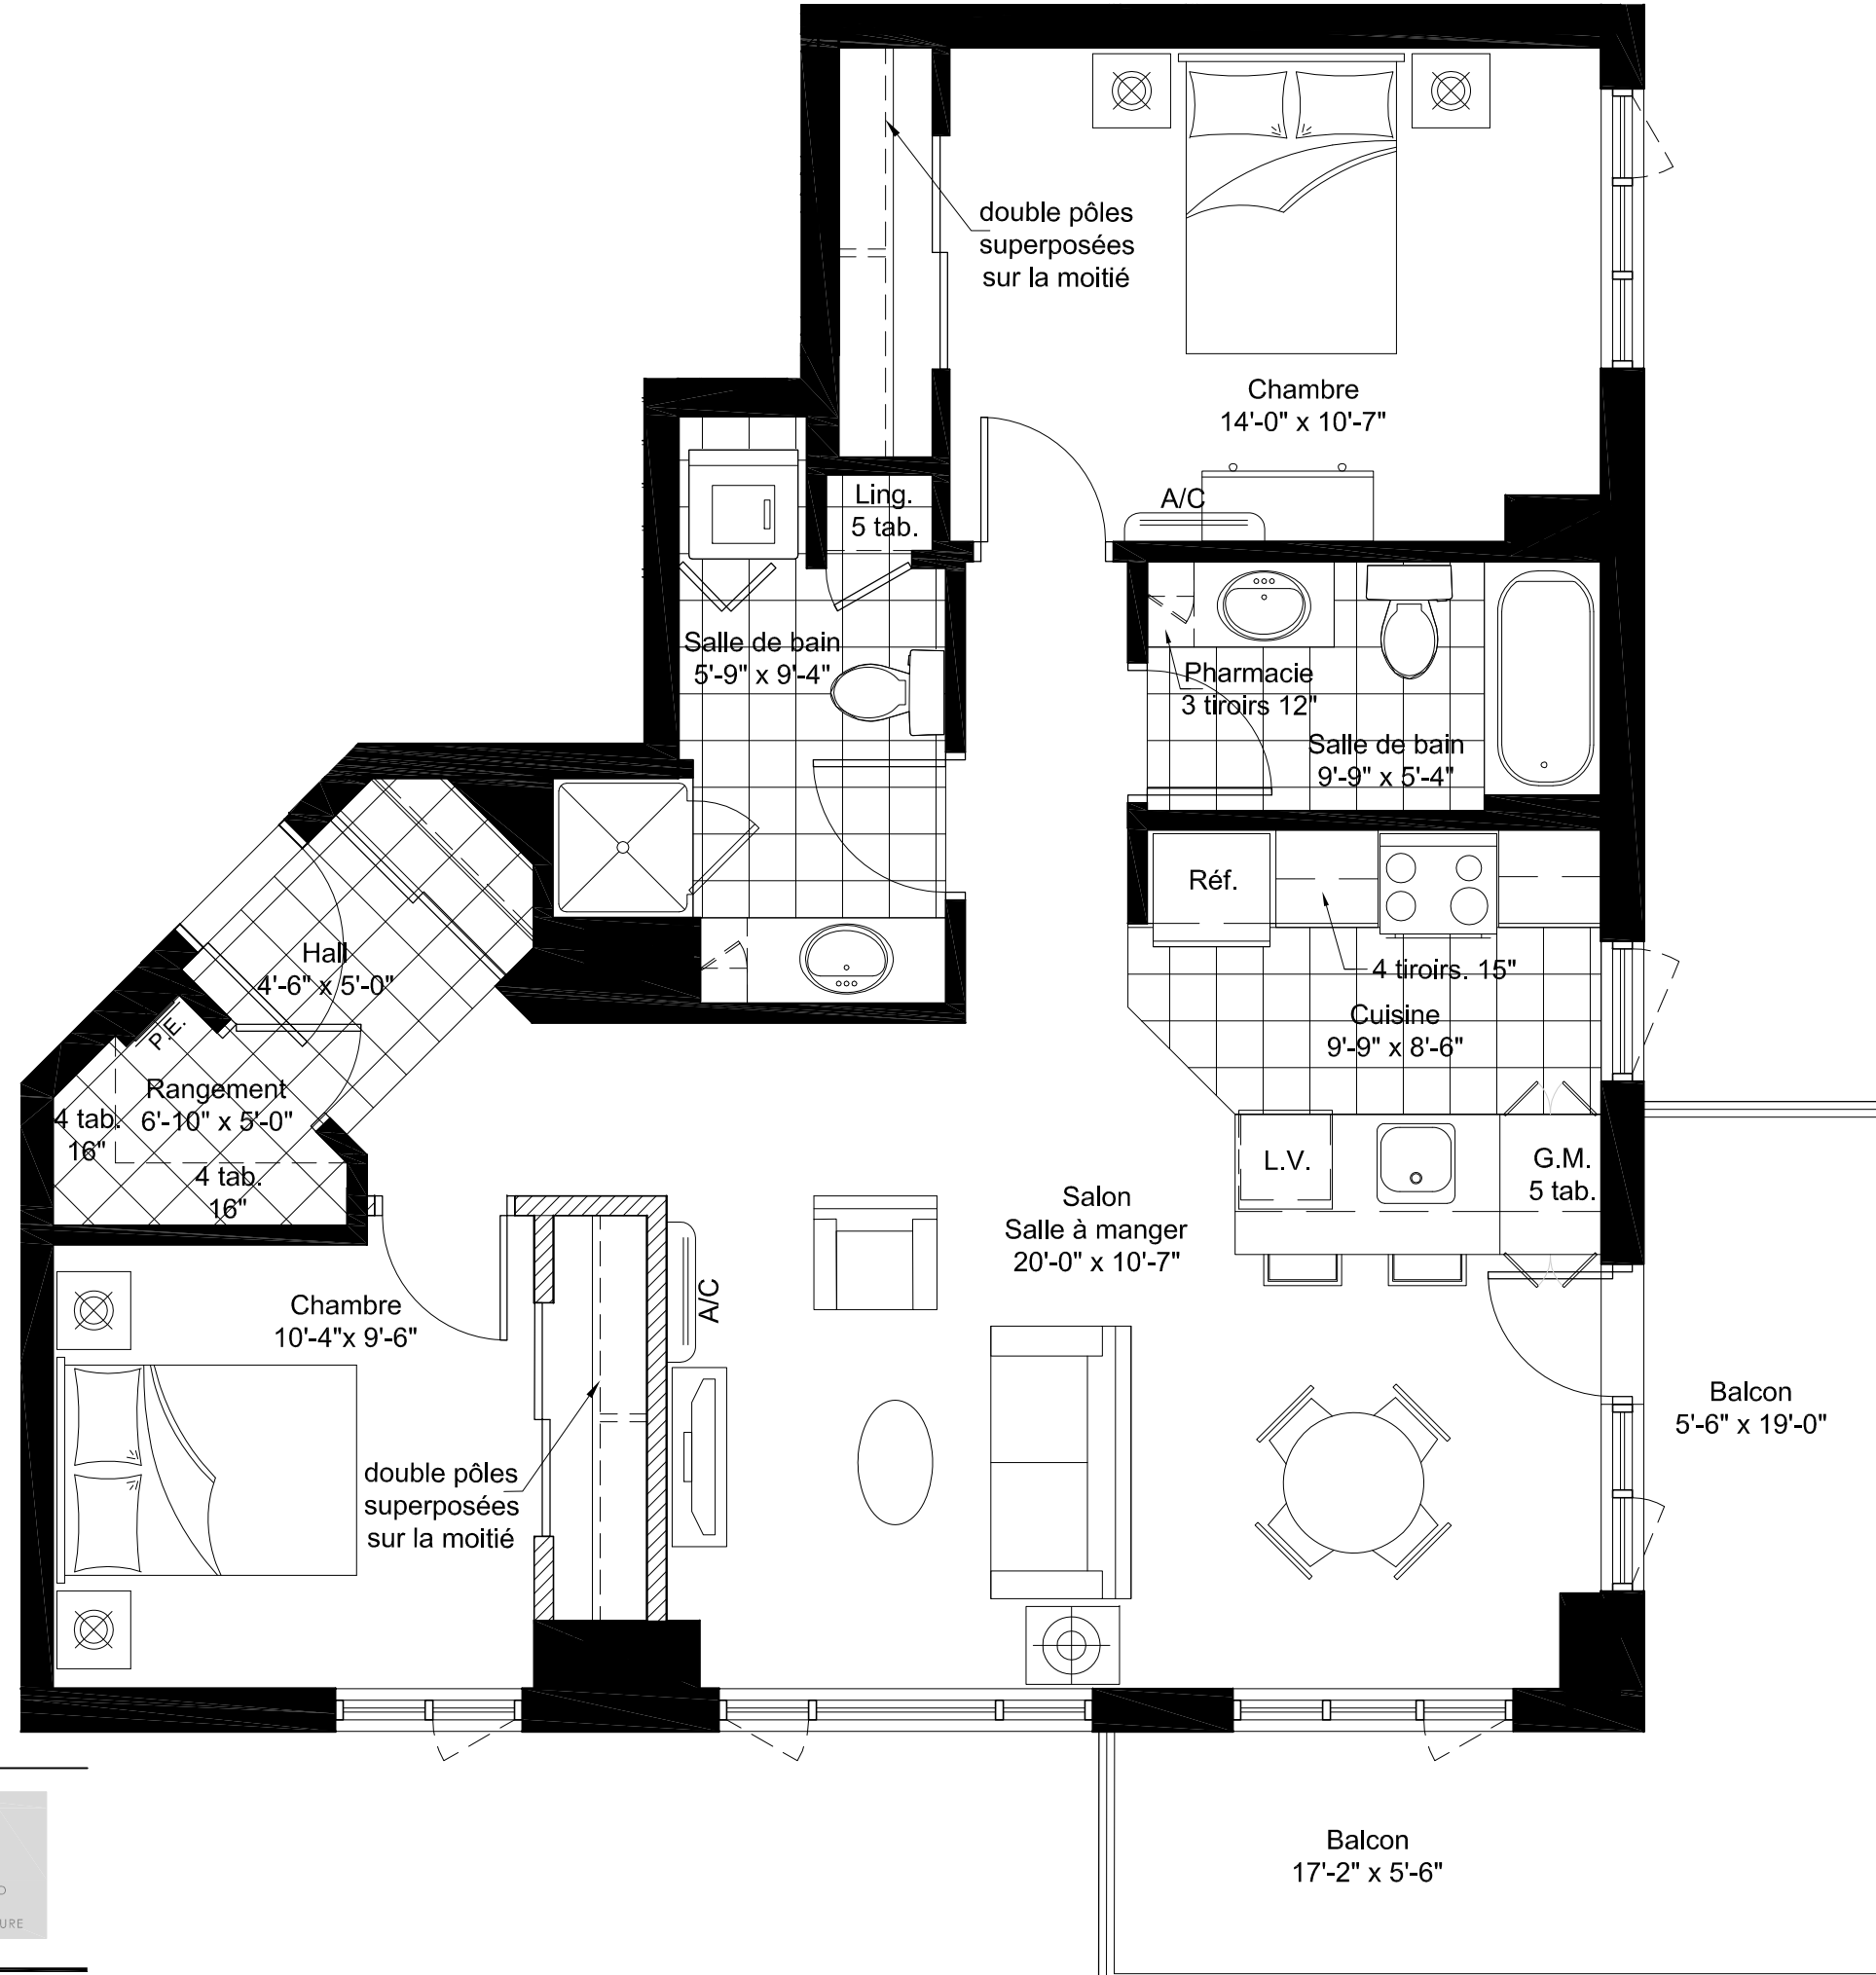 double pôles
superposées
sur la moitié
Chambre
14'-0" x 10'-7"
A/C
Ling.
5 tab.
Salle de bain
5'-9" x 9'-4"
Pharmacie
3 tiroirs 12"
Salle de bain
9'-9" x 5'-4"
Réf.
4 tiroirs. 15"
Cuisine
9'-9" x 8'-6"
Hall
4'-6" x 5'-0"
P.E.
Rangement
6'-10" x 5'-0"
4 tab.
16"
4 tab.
16"
L.V.
G.M.
5 tab.
Salon
Salle à manger
20'-0" x 10'-7"
A/C
Chambre
10'-4"x 9'-6"
double pôles
superposées
sur la moitié
Balcon
5'-6" x 19'-0"
Balcon
17'-2" x 5'-6"